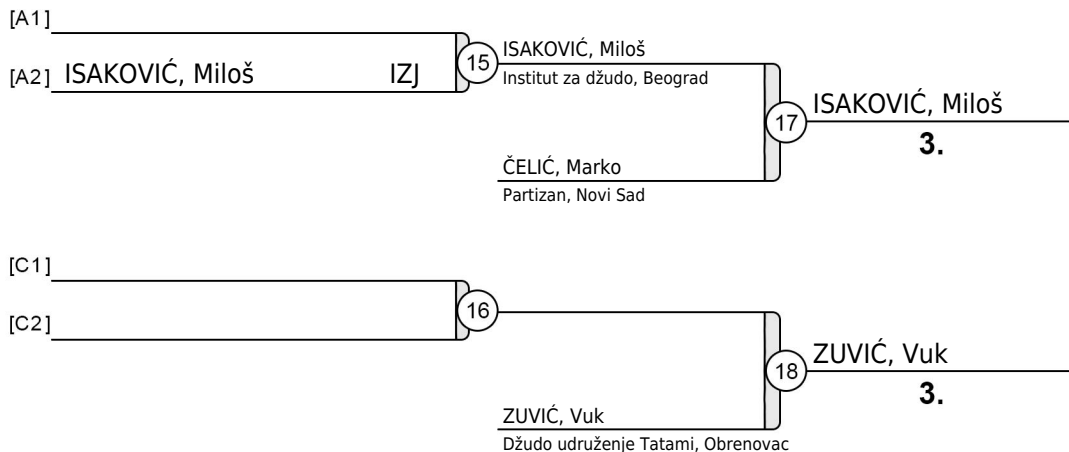 [A1]
[A2] ISAKOVIĆ, Miloš IZJ
15
ISAKOVIĆ, Miloš
Institut za džudo, Beograd
17
ISAKOVIĆ, Miloš
3.
ČELIĆ, Marko
Partizan, Novi Sad
[C1]
[C2]
16
18
ZUVIĆ, Vuk
3.
ZUVIĆ, Vuk
Džudo udruženje Tatami, Obrenovac